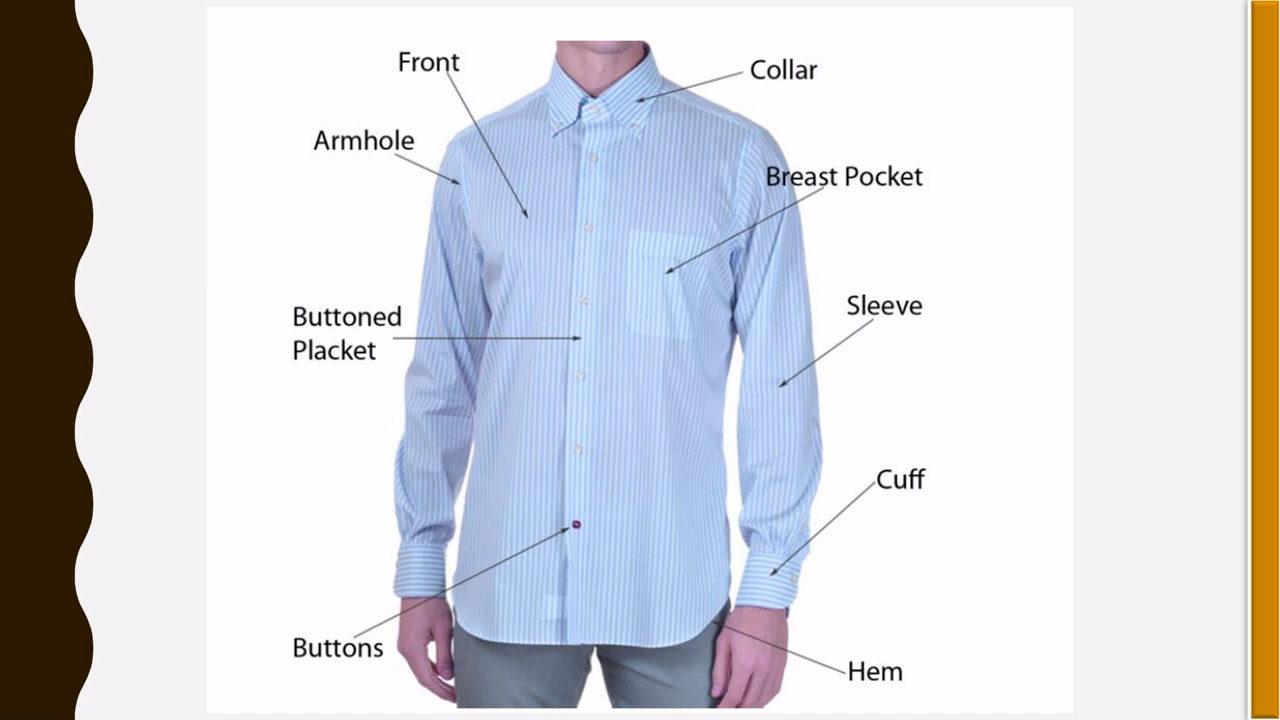 Front
Collar
Armhole
Breast Pocket
Sleeve
Buttoned
Placket
Cuff
Buttons
Hem